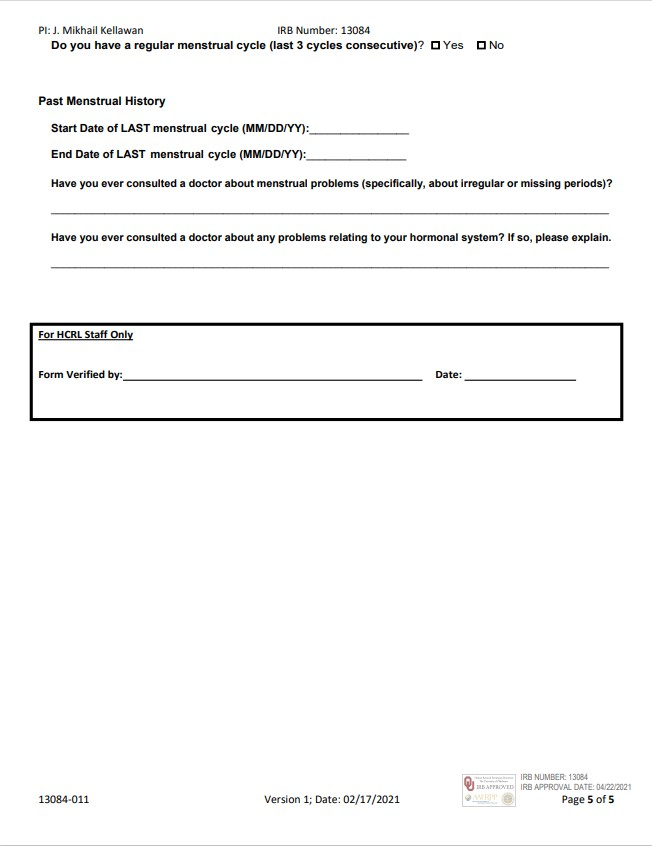 PI: J. Mikhail Kellawan IRB Number: 13084
Do you have a regular menstrual cycle (last 3 cycles consecutive)? Yes No
Past Menstrual History
Start Date of LAST menstrual cycle (MM/DD/YY):________________
End Date of LAST menstrual cycle (MM/DD/YY):________________
Have you ever consulted a doctor about menstrual problems (specifically, about irregular or missing periods)?
Have you ever consulted a doctor about any problems relating to your hormonal system? If so, please explain.
For HCRL Staff Only
Form Verified by:________________ Date: ________________
IRB APPROVED
IRB NUMBER: 13084
IRB APPROVAL DATE: 04/22/2021
13084-011 Version 1; Date: 02/17/2021 Page 5 of 5